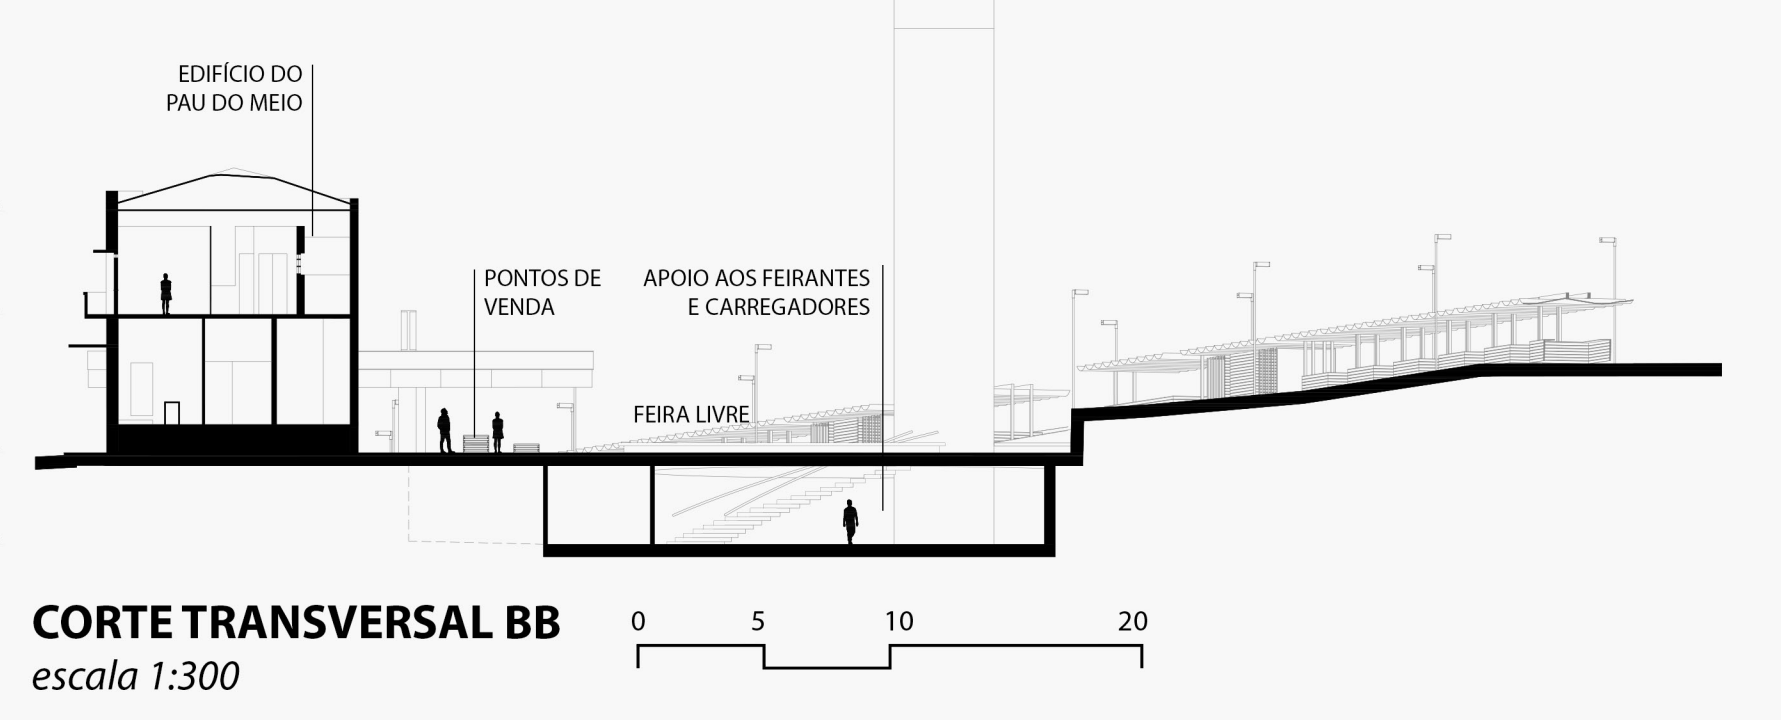 EDIFÍCIO DO
PAU DO MEIO
PONTOS DE
VENDA
APOIO AOS FEIRANTES
E CARREGADORES
FEIRA LIVRE
CORTE TRANSVERSAL BB
escala 1:300
0 5 10 20